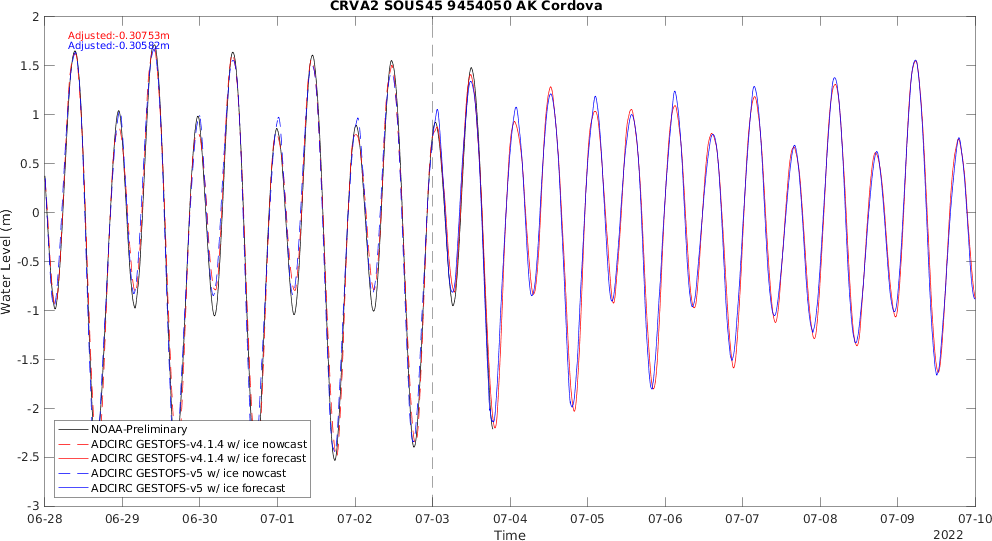 CRVA2 SOUS45 9454050 AK Cordova
Adjusted:-0.30753m
Adjusted:-0.30582m
2
1.5
1
0.5
0
-0.5
-1
-1.5
-2
-2.5
-3
Water Level (m)
NOAA-Preliminary
ADCIRC GESTOFS-v4.1.4 w/ ice nowcast
ADCIRC GESTOFS-v4.1.4 w/ ice forecast
ADCIRC GESTOFS-v5 w/ ice nowcast
ADCIRC GESTOFS-v5 w/ ice forecast
06-28 06-29 06-30 07-01 07-02 07-03 07-04 07-05 07-06 07-07 07-08 07-09 07-10
Time
2022